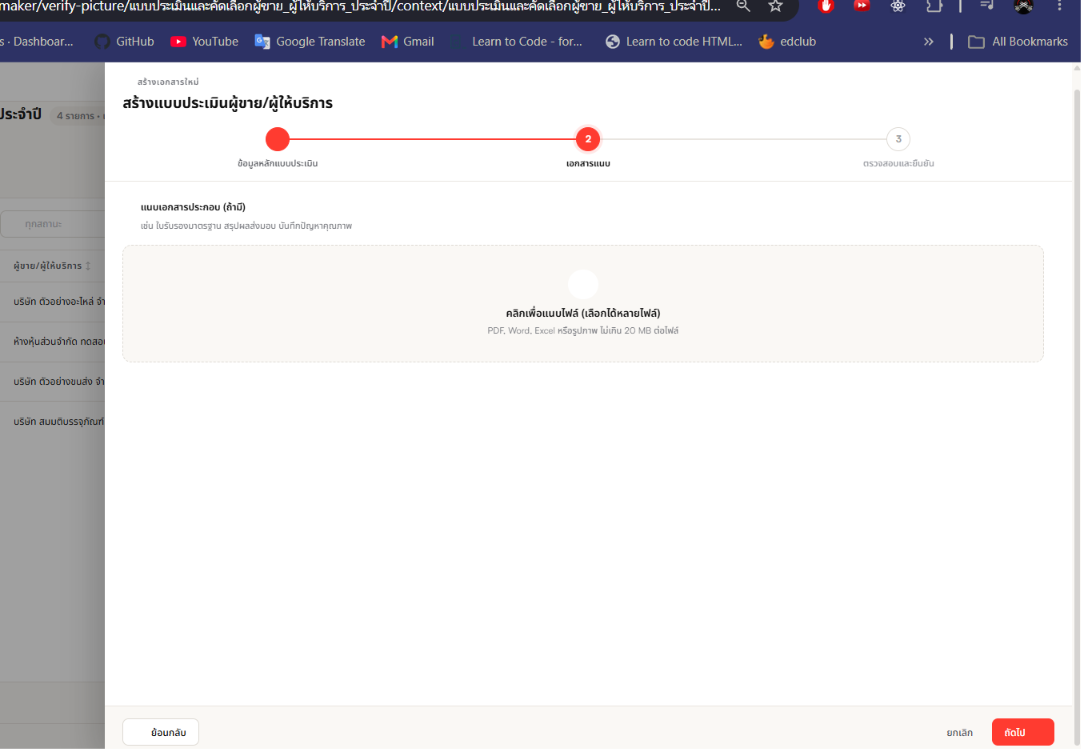 maker/verify-picture/แบบประเมินและคัดเลือกผู้ขาย_ผู้ให้บริการ_ประจำปี/context/แบบประเมินและคัดเลือกผู้ขาย_ผู้ให้บริการ_ประจำปี...
s · Dashboar... GitHub YouTube Google Translate Gmail Learn to Code - for... Learn to code HTML... edclub » All Bookmarks
สร้างเอกสารใหม่
สร้างแบบประเมินผู้ขาย/ผู้ให้บริการ
ประจำปี 4 รายการ •
2 3
ข้อมูลหลักแบบประเมิน เอกสารแนบ ตรวจสอบและยืนยัน
แนบเอกสารประกอบ (ถ้ามี)
เช่น ใบรับรองมาตรฐาน สรุปผลส่งมอบ บันทึกปัญหาคุณภาพ
ทุกสถานะ
ผู้ขาย/ผู้ให้บริการ
บริษัท ตัวอย่างอะไหล่ จำ
ห้างหุ้นส่วนจำกัด ทดสอ
บริษัท ตัวอย่างขนส่ง จำ
บริษัท สมมติบรรจุภัณฑ์
คลิกเพื่อแนบไฟล์ (เลือกได้หลายไฟล์)
PDF, Word, Excel หรือรูปภาพ ไม่เกิน 20 MB ต่อไฟล์
ย้อนกลับ ยกเลิก ถัดไป